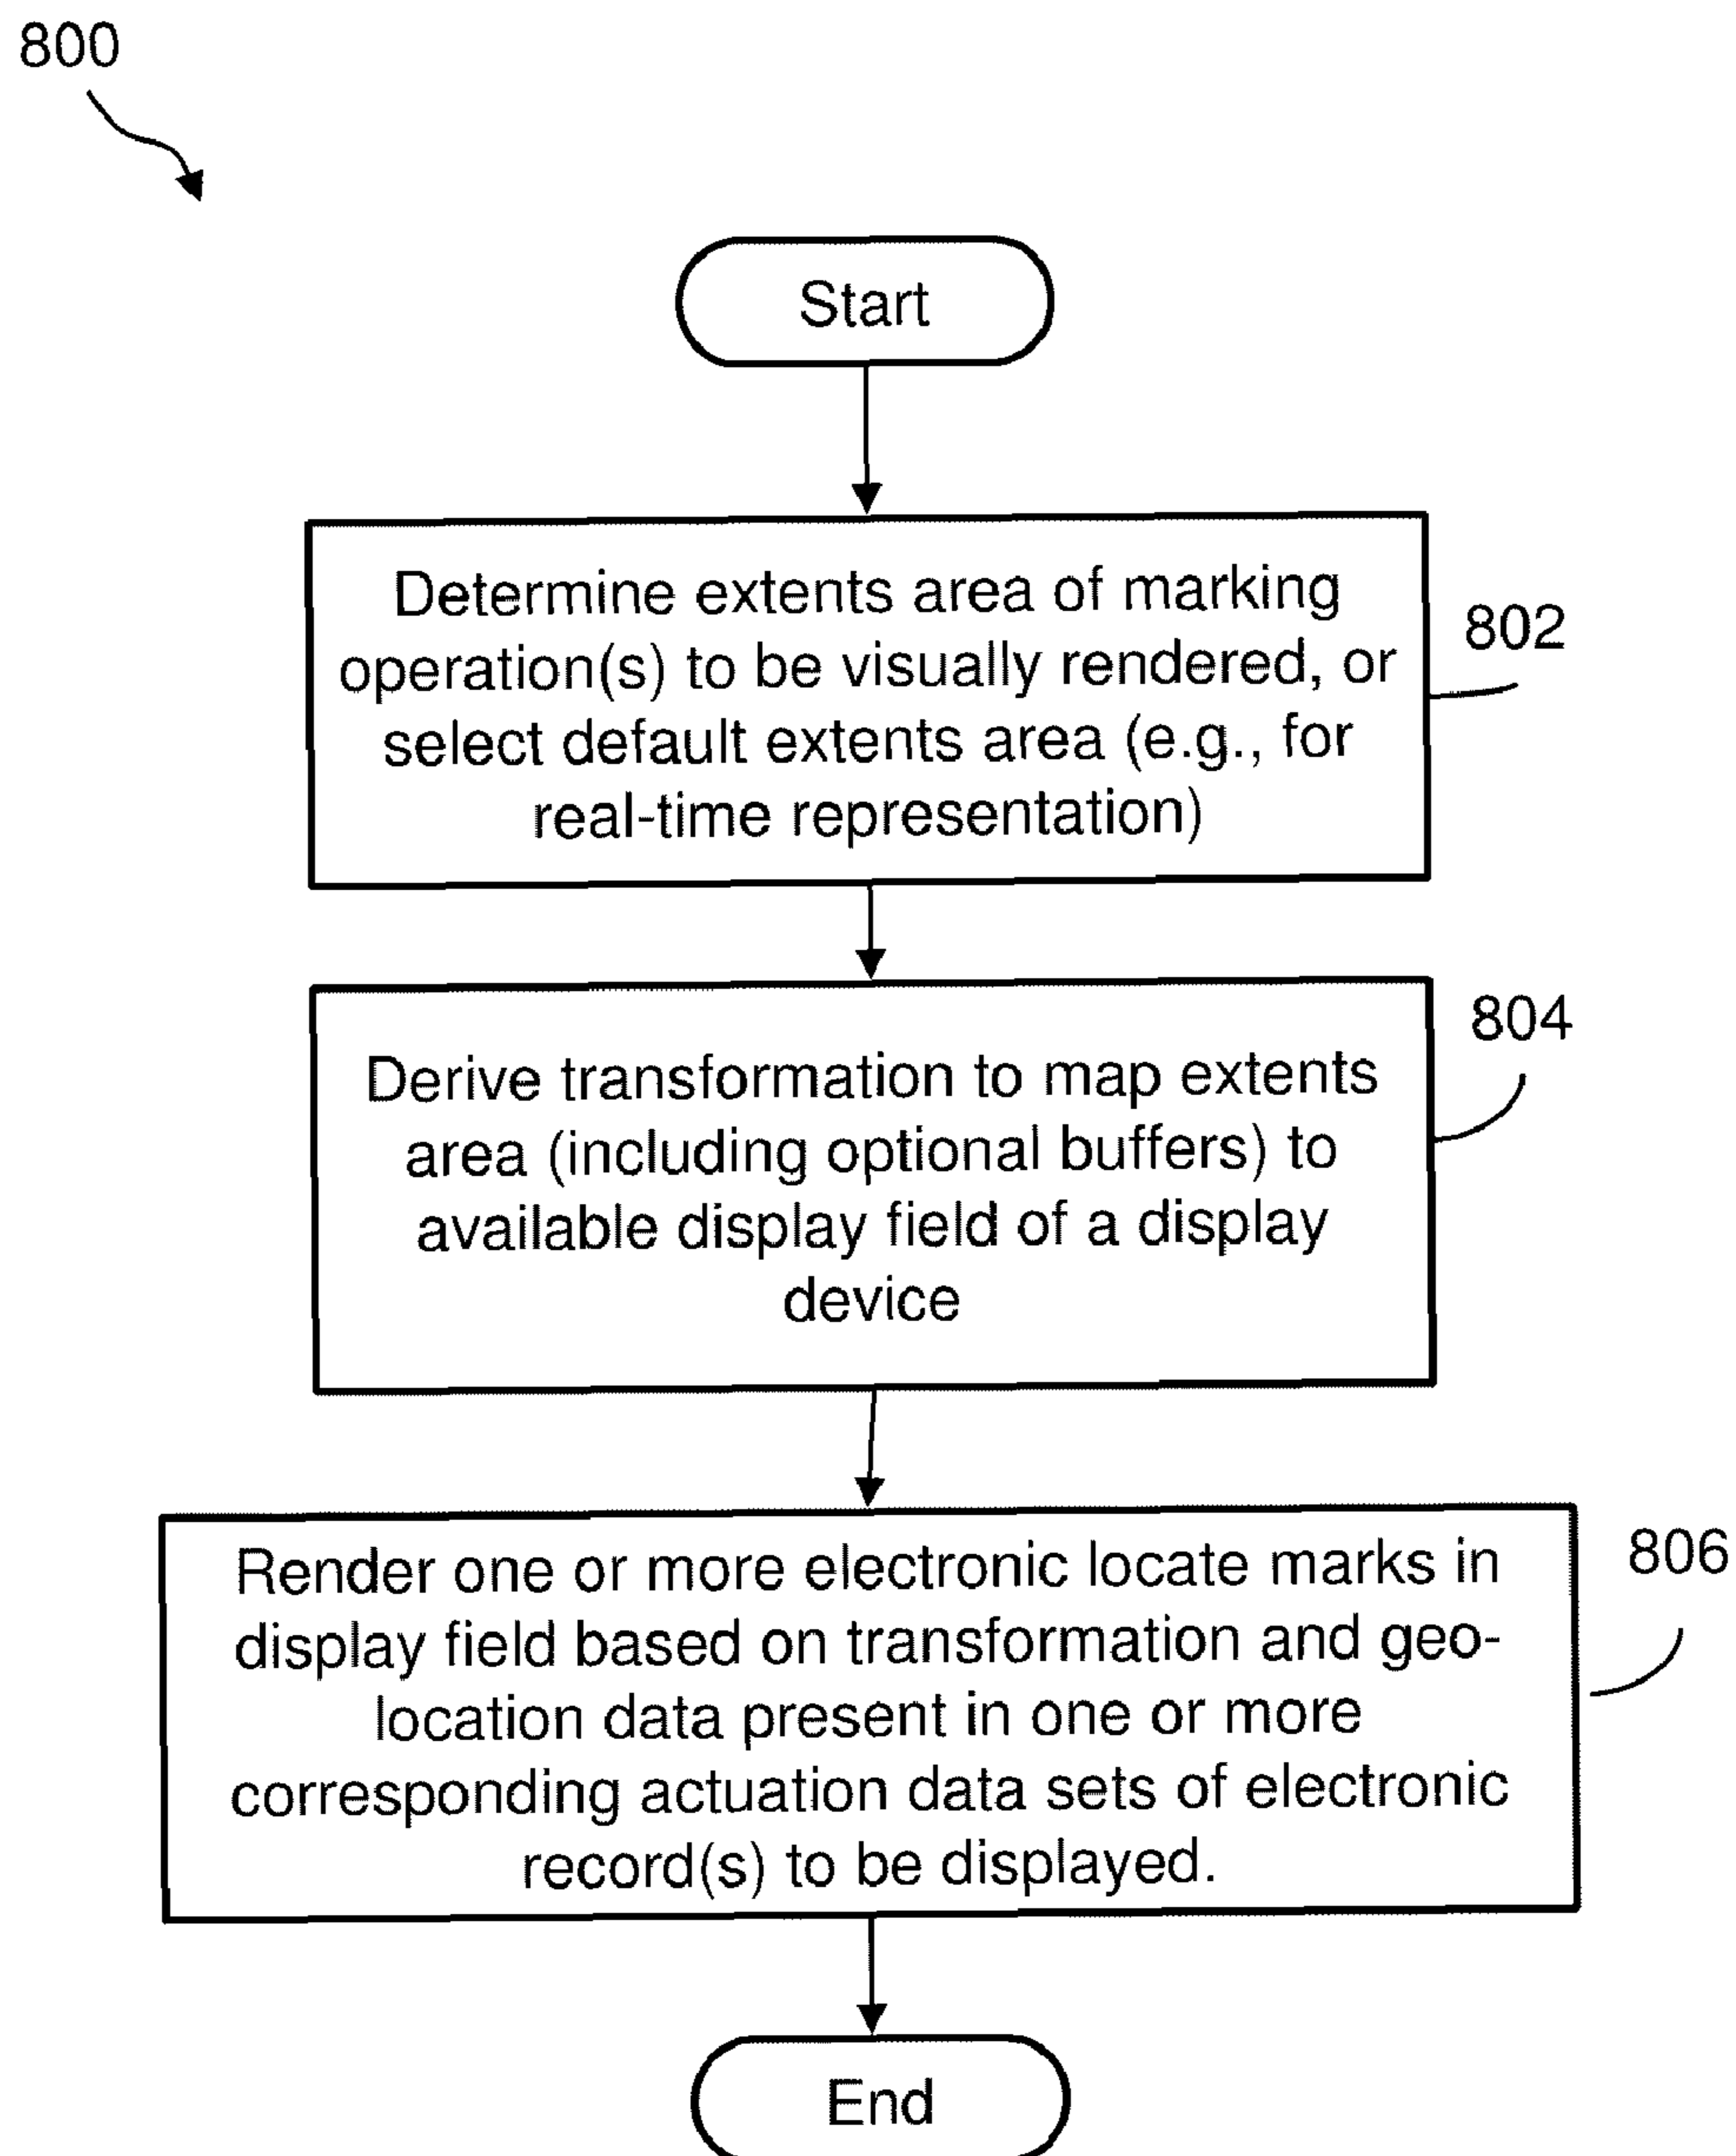 800
Start
Determine extents area of marking
operation(s) to be visually rendered, or
select default extents area (e.g., for
real-time representation)
802
Derive transformation to map extents
area (including optional buffers) to
available display field of a display
device
804
Render one or more electronic locate marks in
display field based on transformation and geo-
location data present in one or more
corresponding actuation data sets of electronic
record(s) to be displayed.
806
End